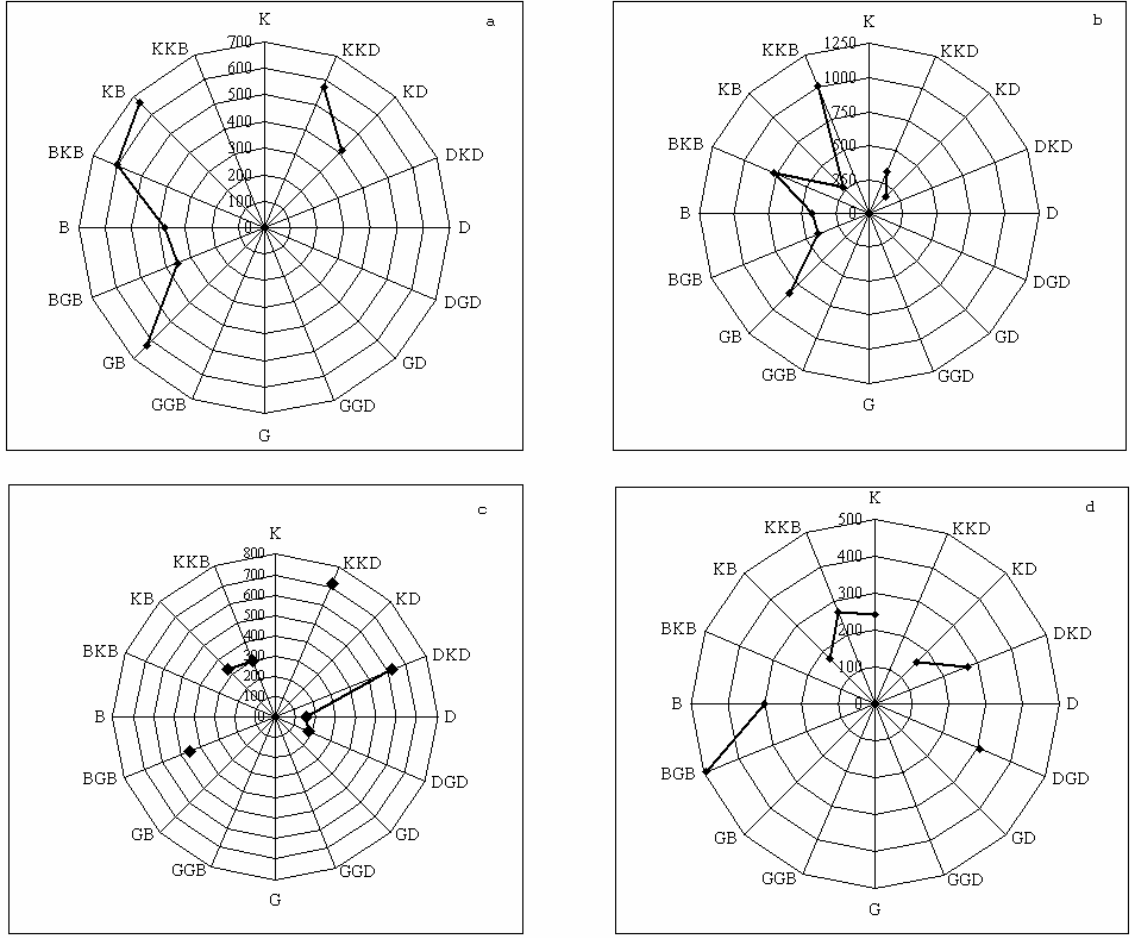 a
K
700
KKB KKD
600
KB 500 KD
400
BKB 300 DKD
200
100
B 0 D
BGB DGD
GB GD
GGB GGD
G
b
K
1250
KKB KKD
1000
KB KD
750
BKB 500 DKD
250
B 0 D
BGB DGD
GB GD
GGB GGD
G
c
K
800
KKB KKD
700
KB 600 KD
500
BKB 400 DKD
300
200
100
B 0 D
BGB DGD
GB GD
GGB GGD
G
d
K
500
KKB KKD
400
KB KD
300
BKB 200 DKD
100
B 0 D
BGB DGD
GB GD
GGB GGD
G